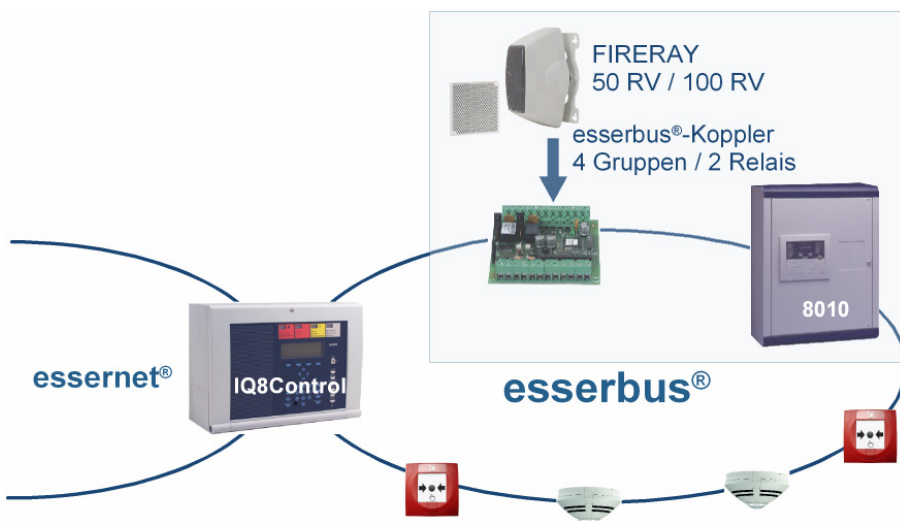 FIRERAY
50 RV / 100 RV
esserbus®-Koppler
4 Gruppen / 2 Relais
8010
essernet®
IQ8Control
esserbus®